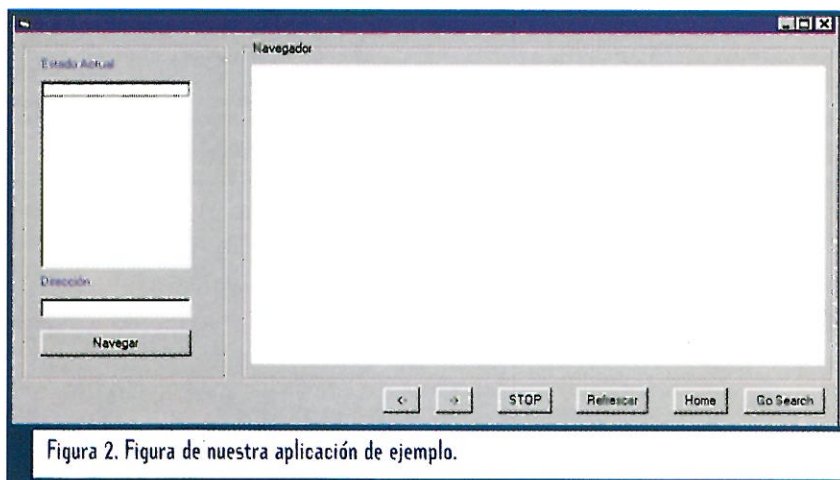 Navegador
Estado Actual
Dirección
Navegar
<-
->
STOP
Refrescar
Home
Go Search
Figura 2. Figura de nuestra aplicación de ejemplo.